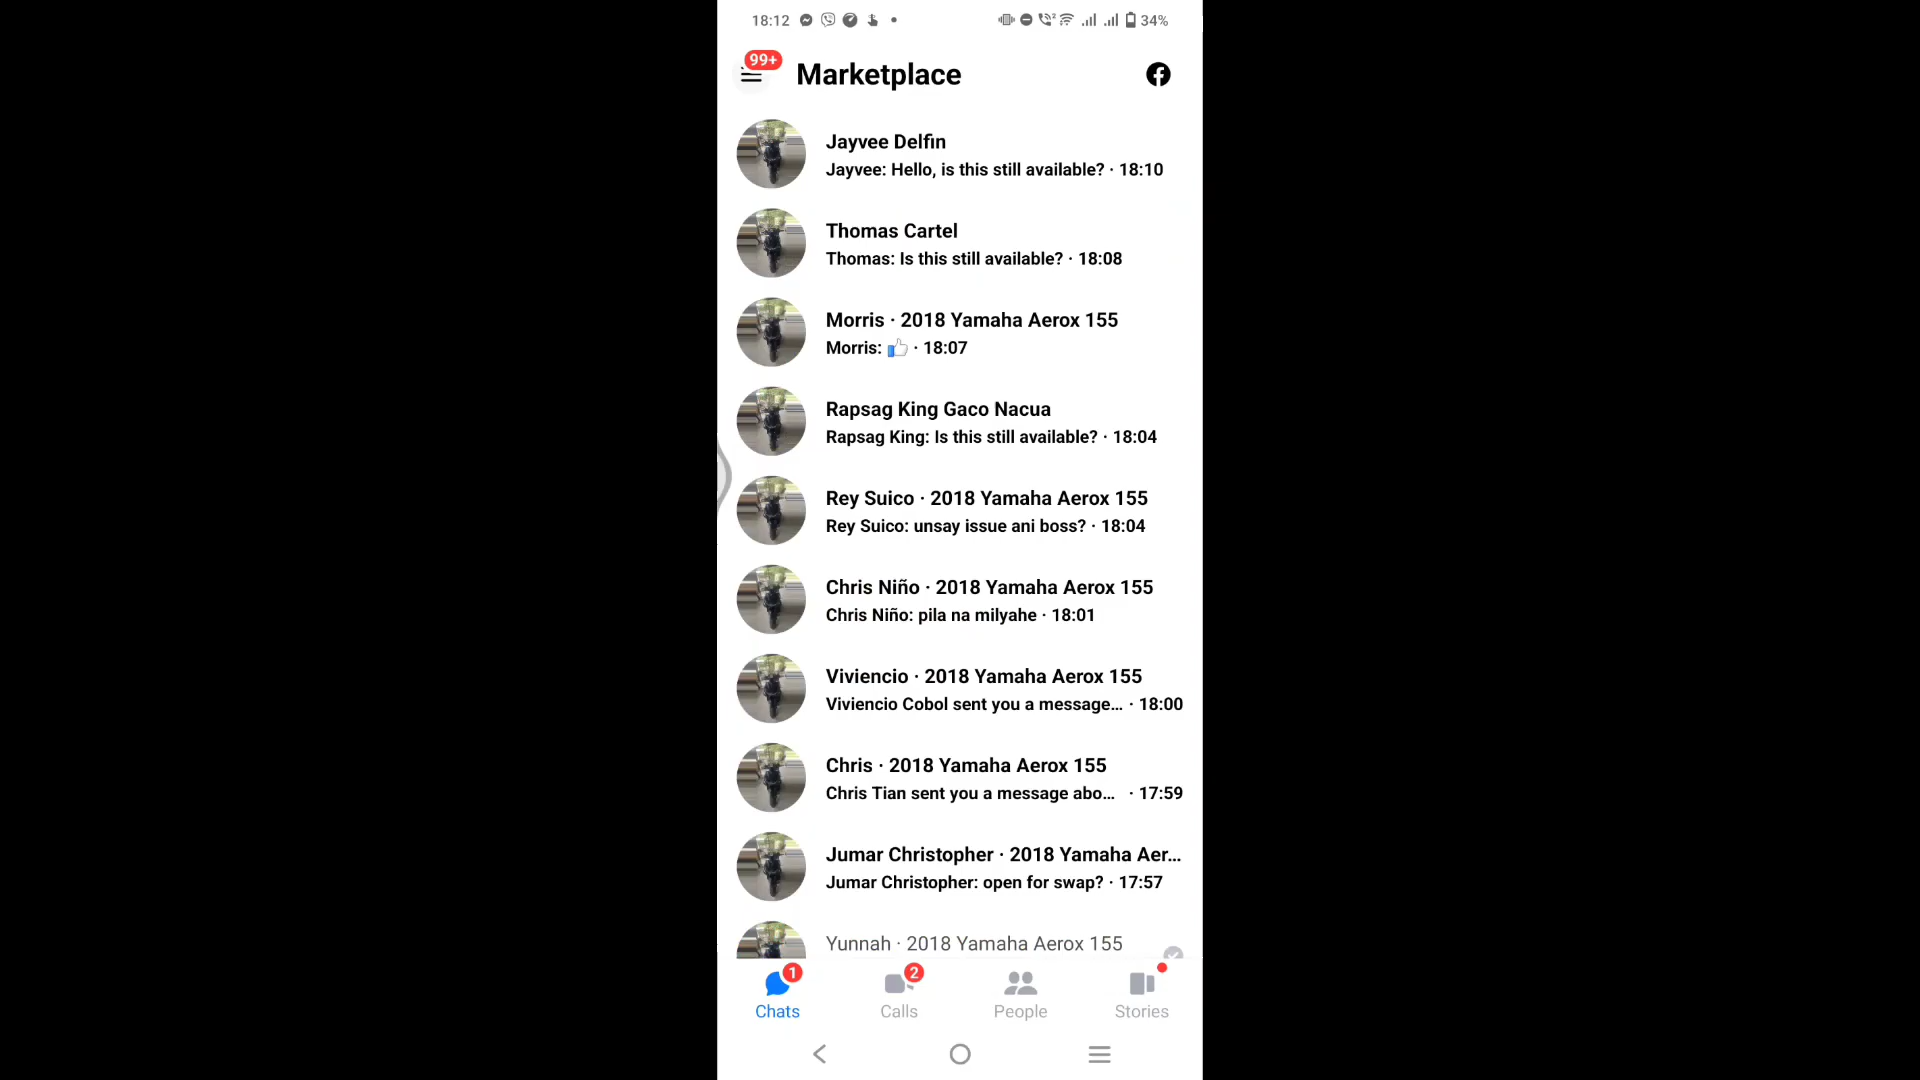 18:12
34%
99+
Marketplace
Jayvee Delfin
Jayvee: Hello, is this still available? · 18:10
Thomas Cartel
Thomas: Is this still available? · 18:08
Morris · 2018 Yamaha Aerox 155
Morris: 👍 · 18:07
Rapsag King Gaco Nacua
Rapsag King: Is this still available? · 18:04
Rey Suico · 2018 Yamaha Aerox 155
Rey Suico: unsay issue ani boss? · 18:04
Chris Niño · 2018 Yamaha Aerox 155
Chris Niño: pila na milyahe · 18:01
Viviencio · 2018 Yamaha Aerox 155
Viviencio Cobol sent you a message... · 18:00
Chris · 2018 Yamaha Aerox 155
Chris Tian sent you a message abo... · 17:59
Jumar Christopher · 2018 Yamaha Aer...
Jumar Christopher: open for swap? · 17:57
Yunnah · 2018 Yamaha Aerox 155
1 2
Chats Calls People Stories